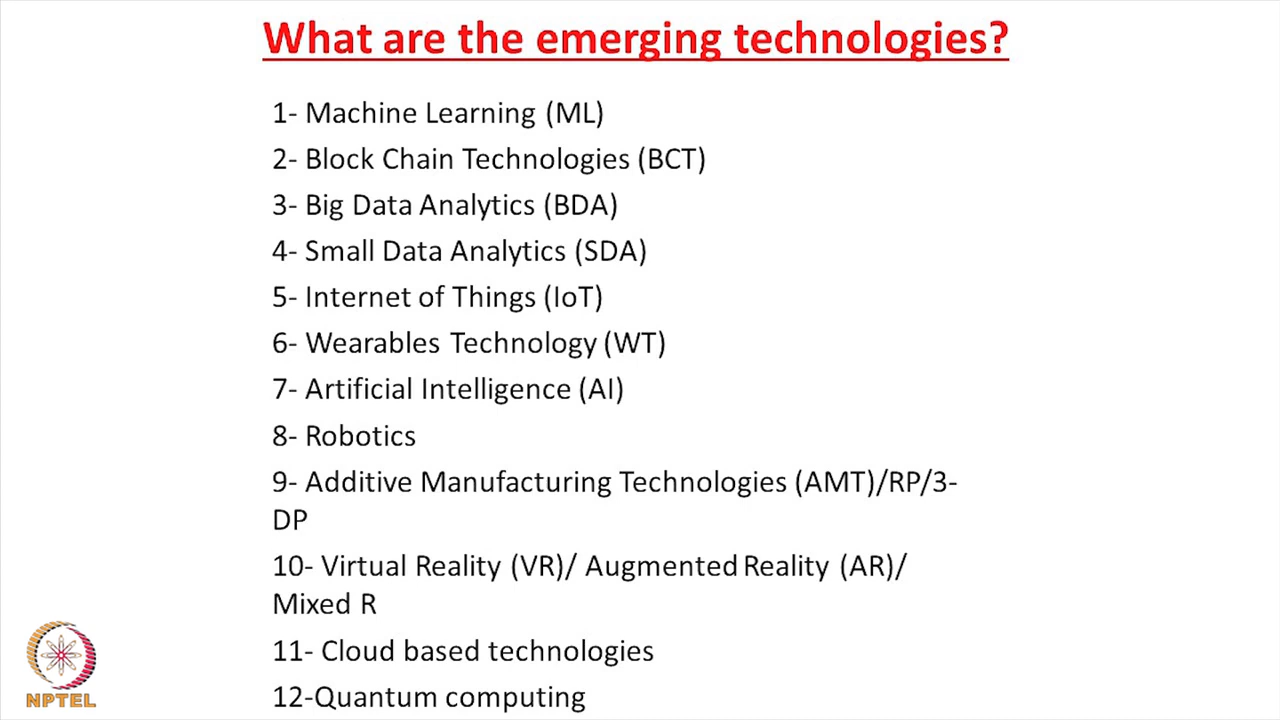 What are the emerging technologies?
1- Machine Learning (ML)
2- Block Chain Technologies (BCT)
3- Big Data Analytics (BDA)
4- Small Data Analytics (SDA)
5- Internet of Things (IoT)
6- Wearables Technology (WT)
7- Artificial Intelligence (AI)
8- Robotics
9- Additive Manufacturing Technologies (AMT)/RP/3-
DP
10- Virtual Reality (VR)/ Augmented Reality (AR)/
Mixed R
11- Cloud based technologies
12-Quantum computing
NPTEL